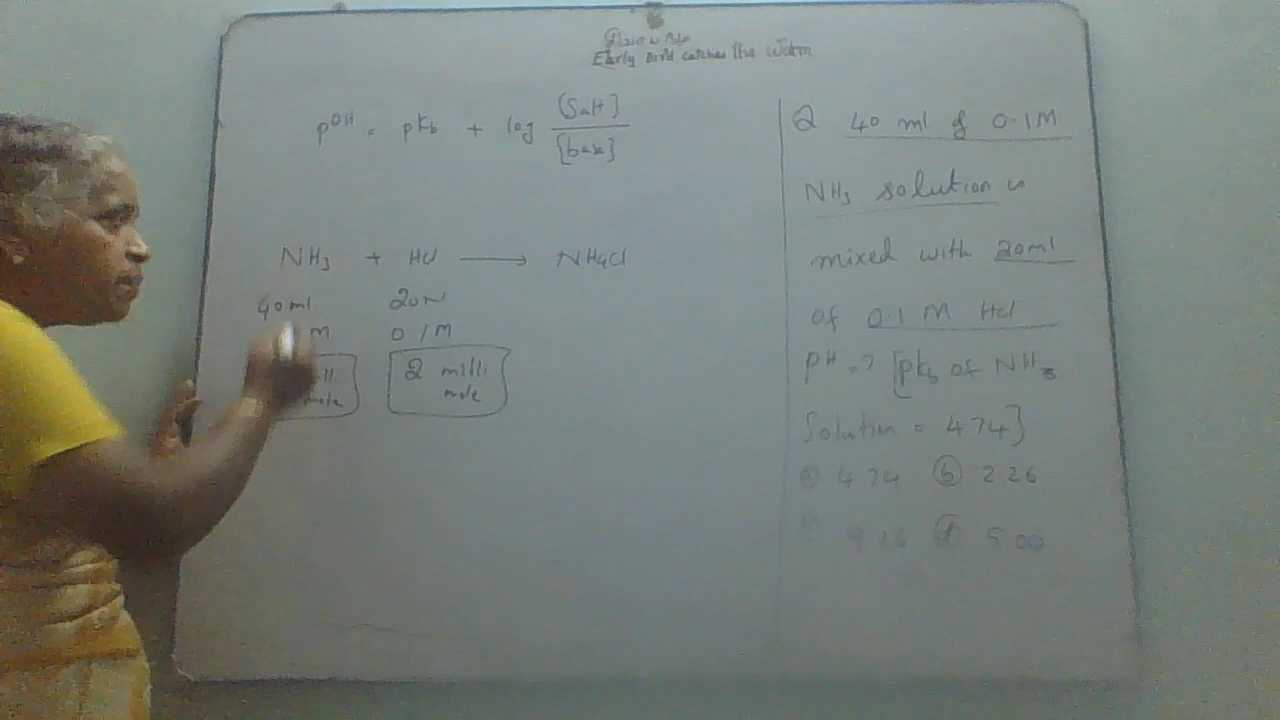 Early Bird catches the worm
pOH = pKb + log [Salt]
[base]
NH3 + HCl ⟶ NH4Cl
40ml 20ml
M 0.1M
2 milli
mole mole
Q 40 ml of 0.1M
NH3 solution is
mixed with 20ml
of 0.1 M Hcl
pH = ? [pKb of NH3
Solution = 4.74]
(a) 4.74 (b) 2.26
9.26 (d) 5.00